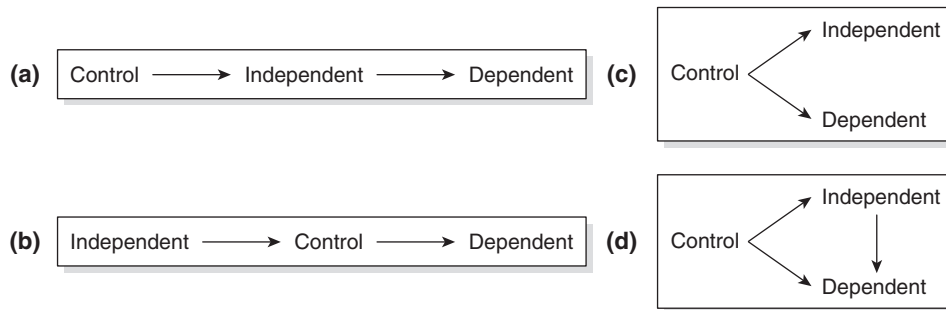 (a) Control Independent Dependent
(b) Independent Control Dependent
(c) Control Independent
Dependent
(d) Control Independent
Dependent